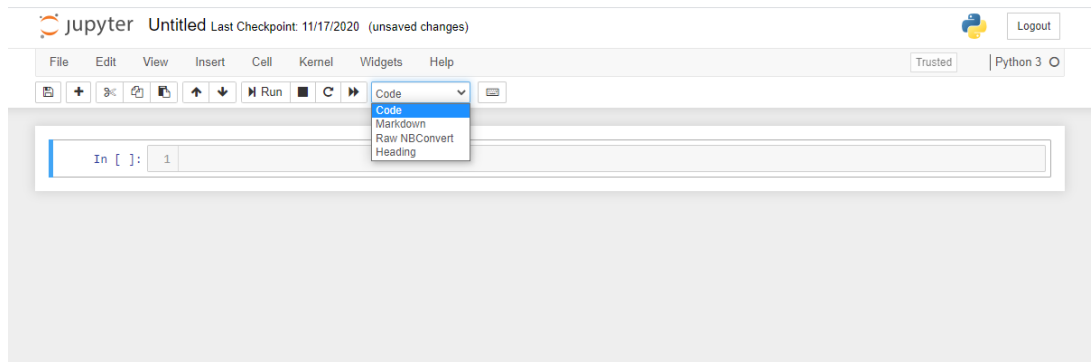 jupyter Untitled Last Checkpoint: 11/17/2020 (unsaved changes) Logout
File Edit View Insert Cell Kernel Widgets Help Trusted Python 3
Run Code
Code
Markdown
Raw NBConvert
Heading
In [ ]: 1